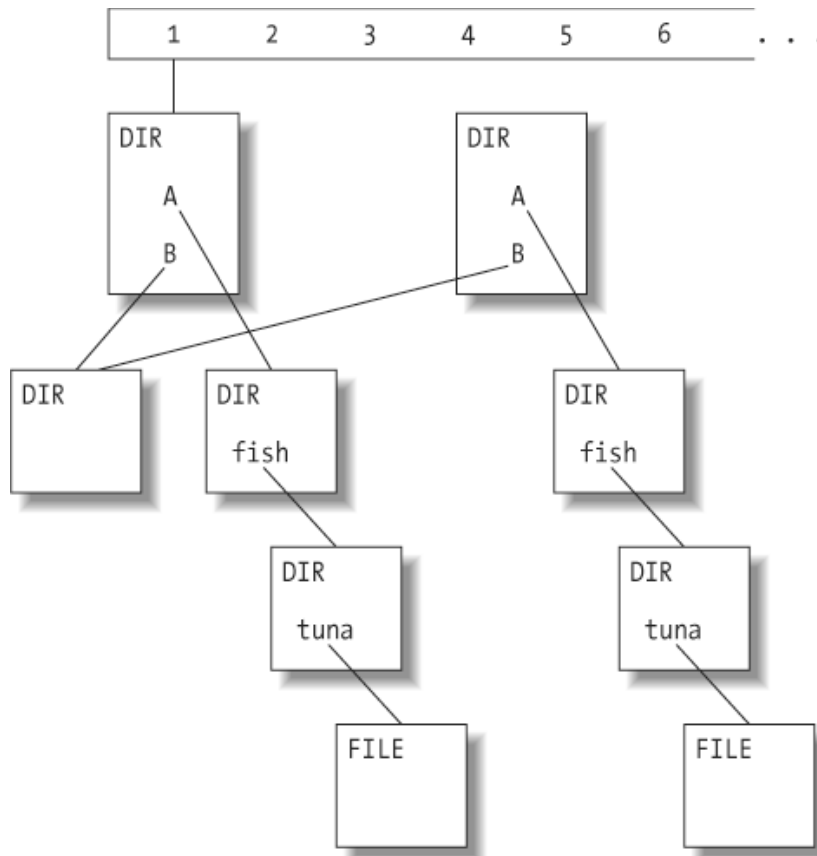 1 2 3 4 5 6 . . .
DIR DIR
A A
B B
DIR DIR DIR
fish fish
DIR DIR
tuna tuna
FILE FILE